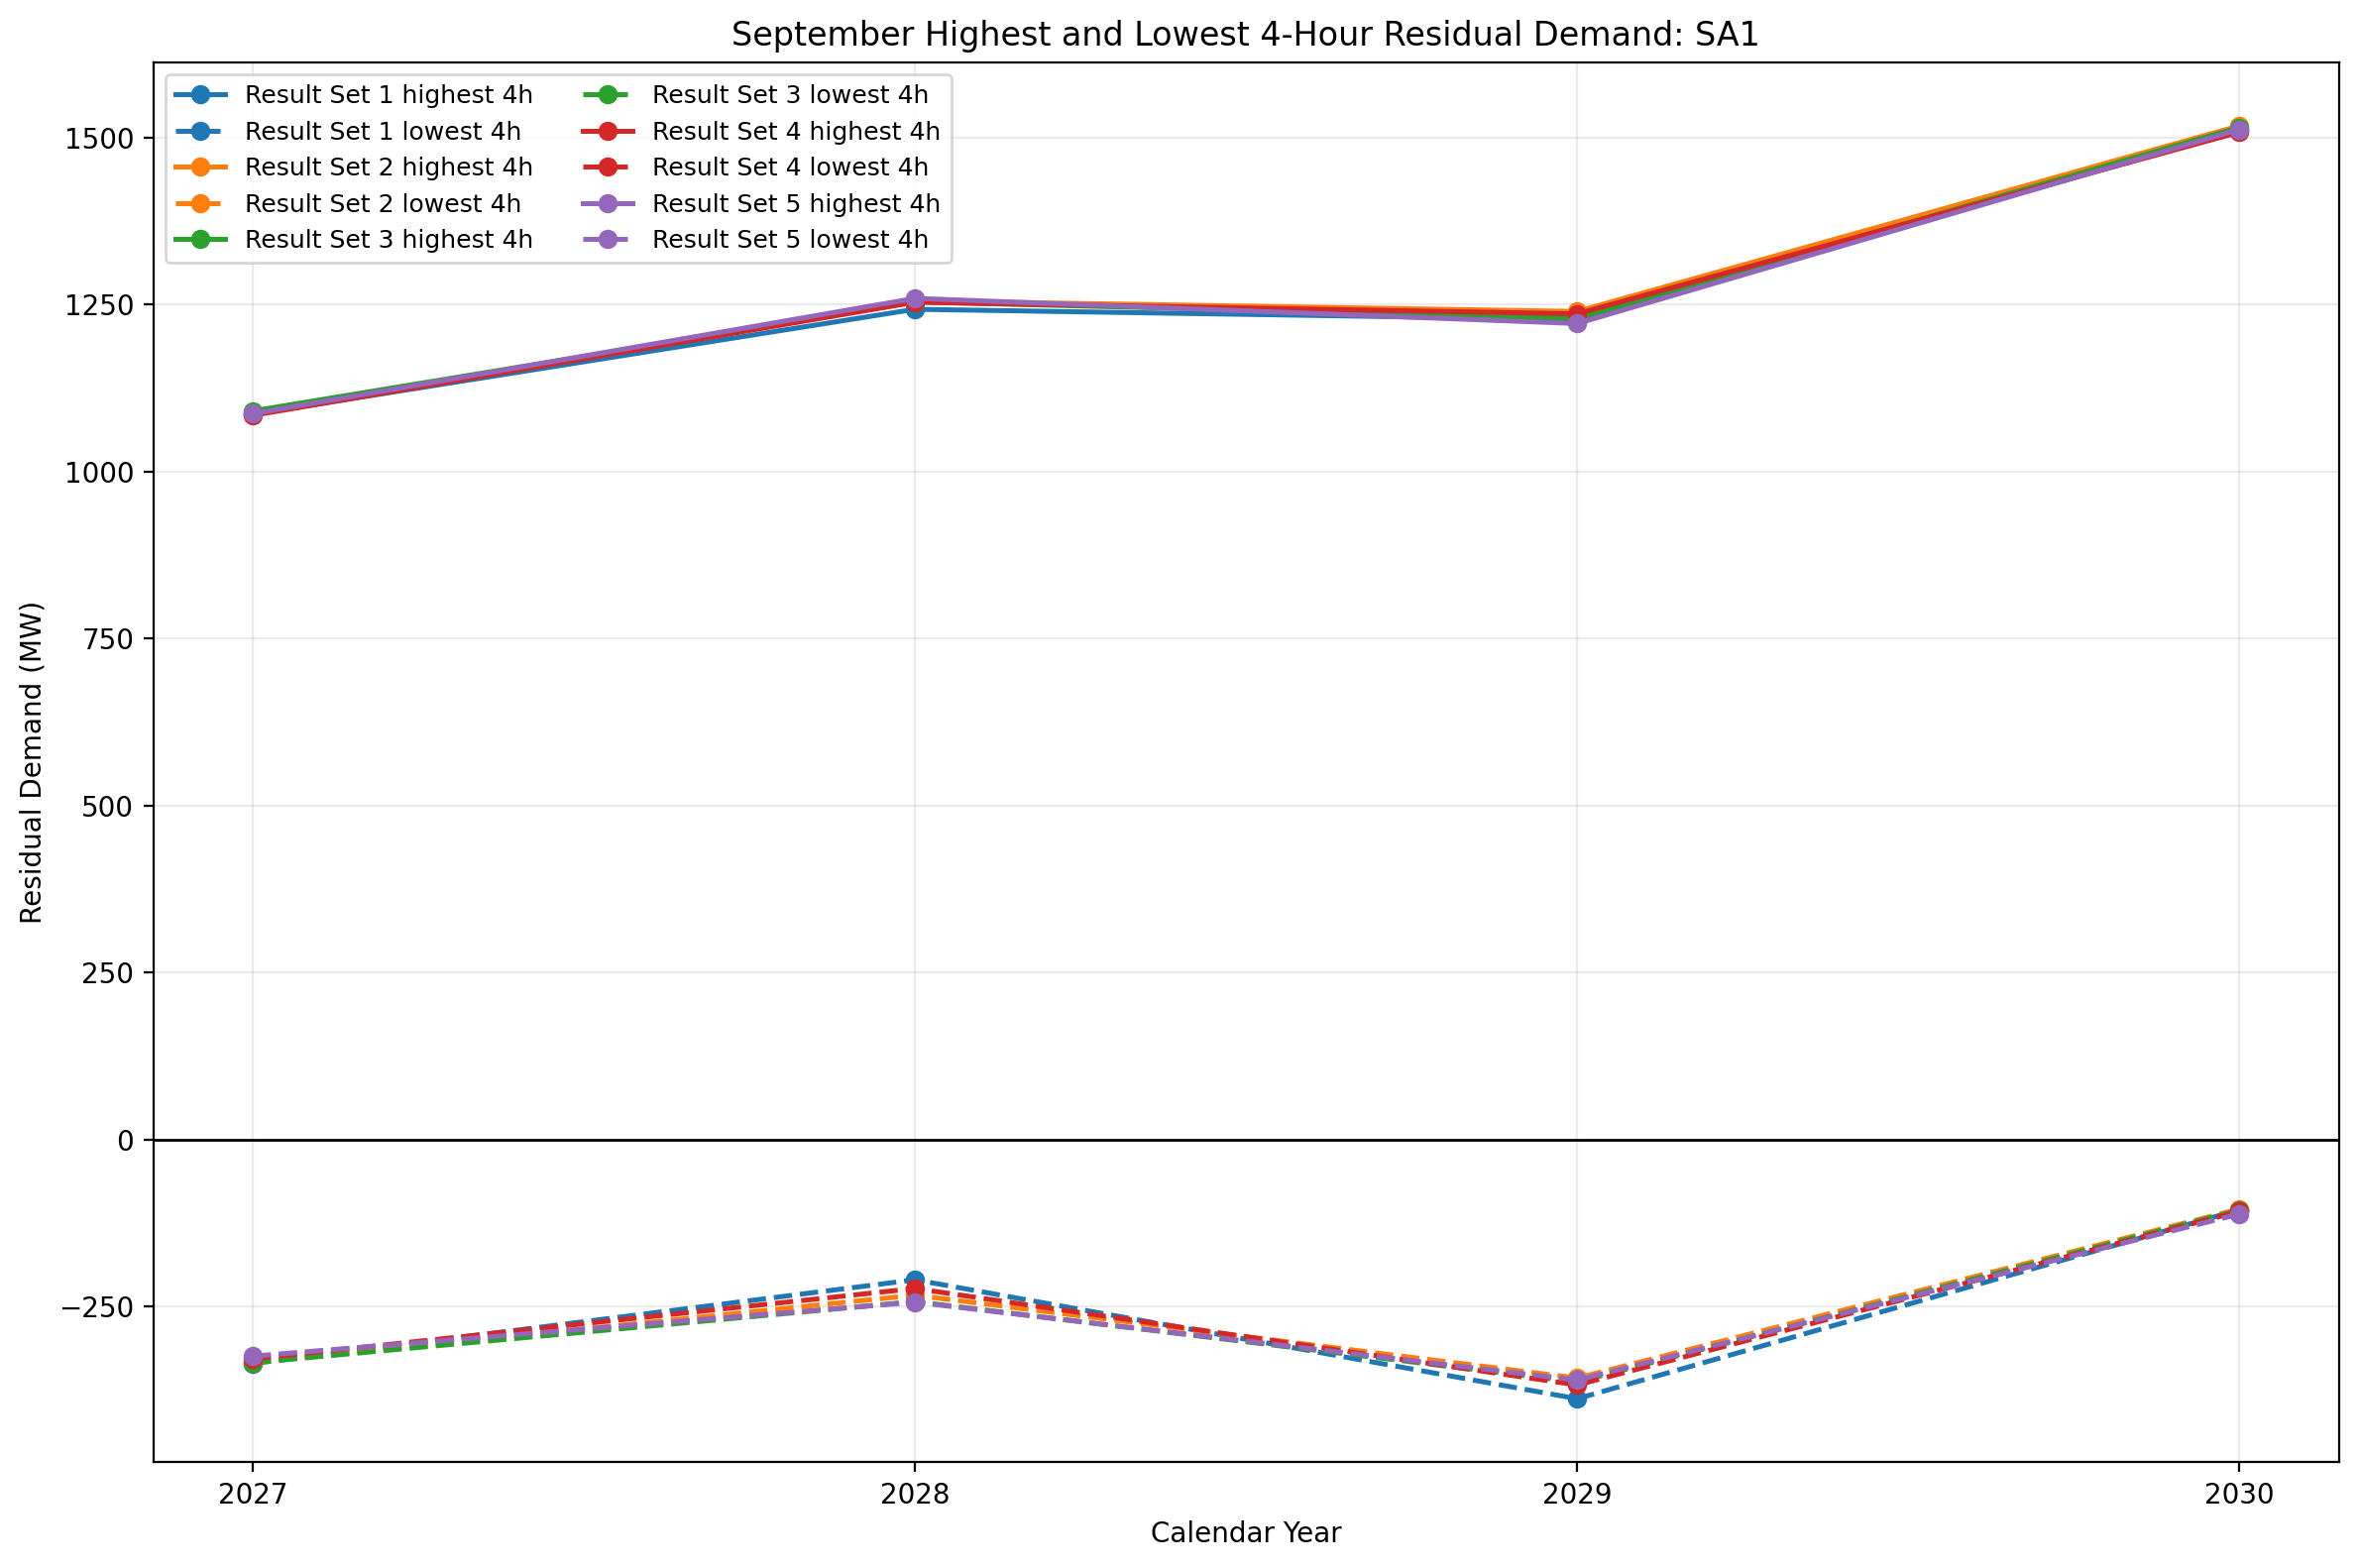 September Highest and Lowest 4-Hour Residual Demand: SA1
Result Set 1 highest 4h
Result Set 1 lowest 4h
Result Set 2 highest 4h
Result Set 2 lowest 4h
Result Set 3 highest 4h
Result Set 3 lowest 4h
Result Set 4 highest 4h
Result Set 4 lowest 4h
Result Set 5 highest 4h
Result Set 5 lowest 4h
Residual Demand (MW)
1500
1250
1000
750
500
250
0
−250
2027
2028
2029
2030
Calendar Year